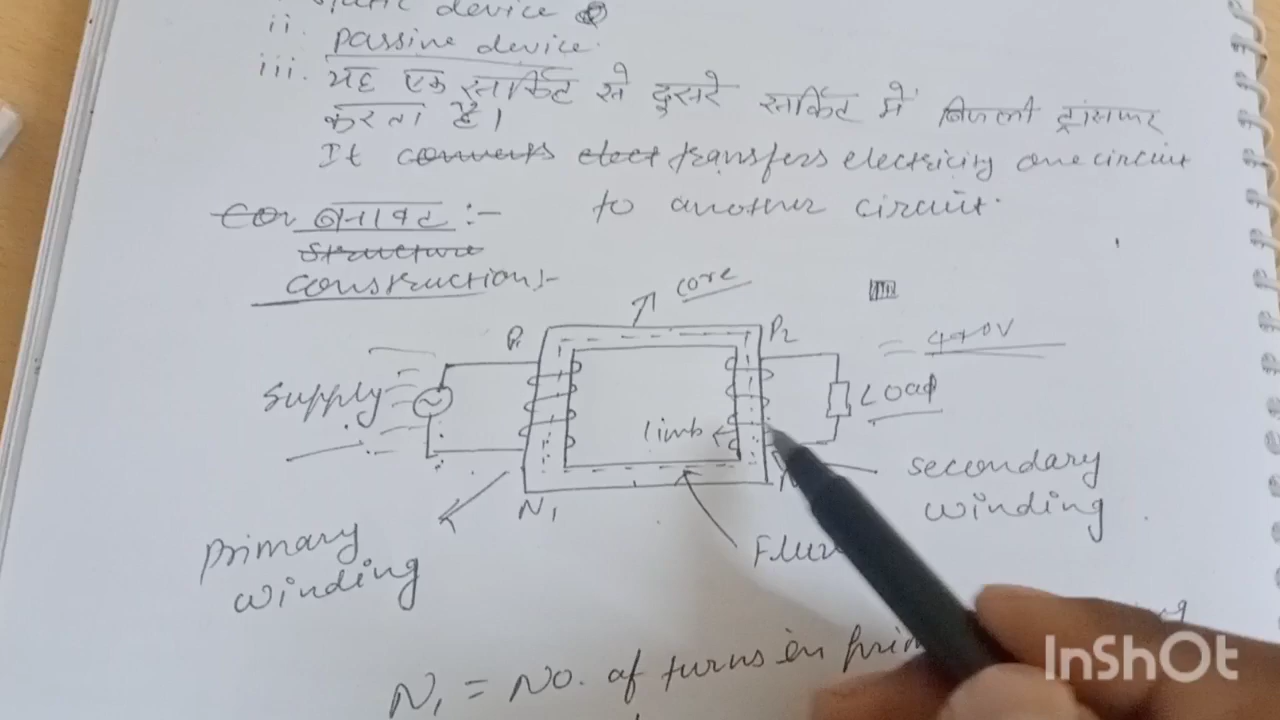 device
ii. passive device.
iii. यह एक सर्किट से दुसरे सर्किट में बिजली ट्रांसफर
करता है।
It converts elect transfers electricity one circuit
to another circuit.
Con बनावट :-
Structure
Construction:-
core
P₁
P₂
= 440V
Supply
Load
limb
secondary
winding
N₁
primary
winding
N₁ = No. of turns in
InShOt